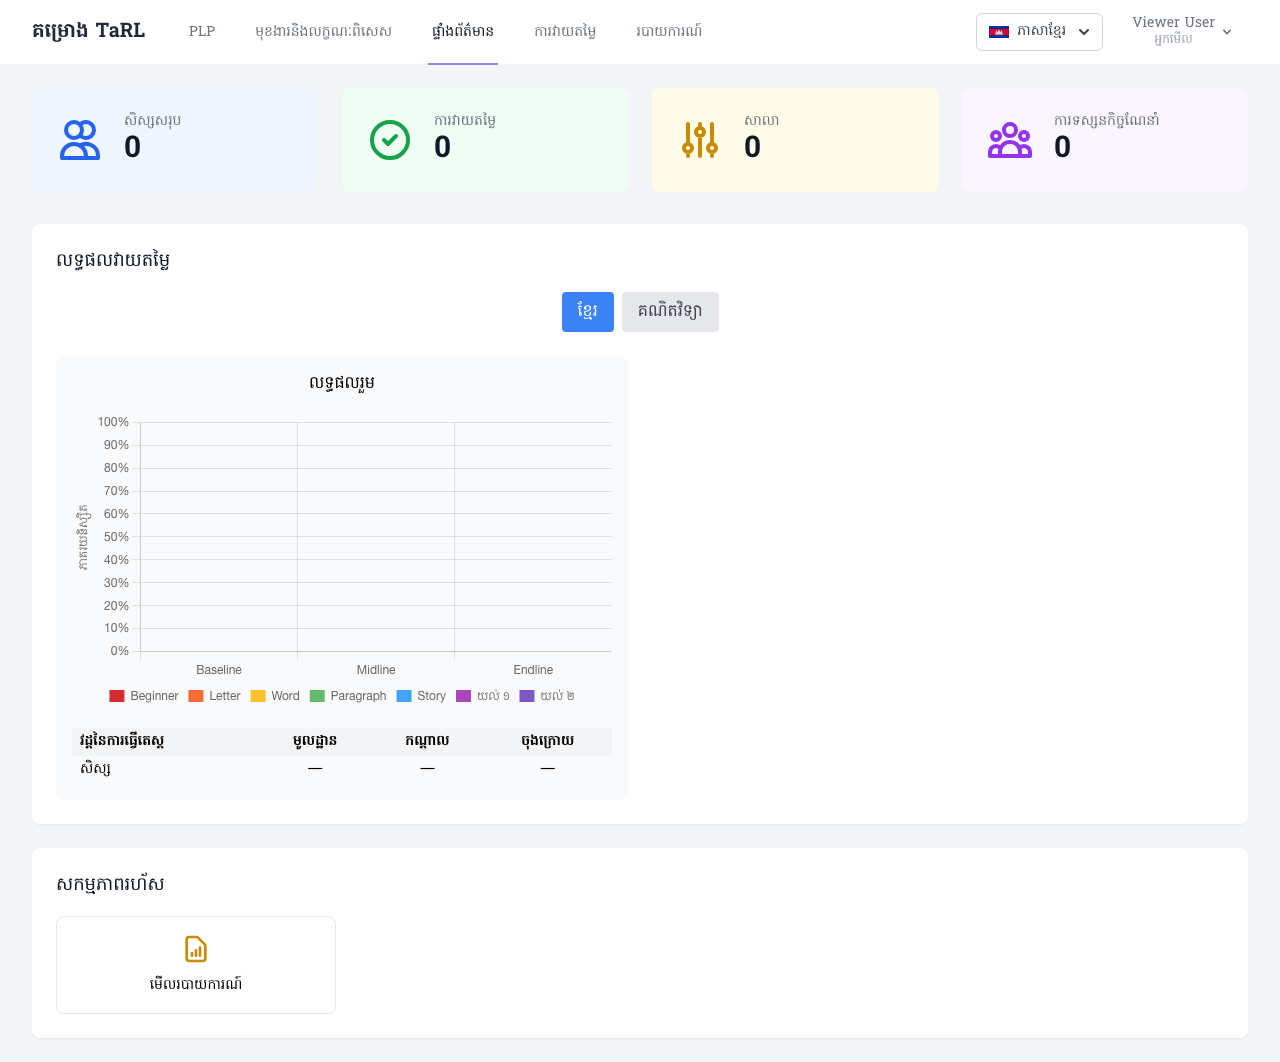 គម្រោង TaRL
PLP
មុខងារនិងលក្ខណៈពិសេស
ផ្ទាំងព័ត៌មាន
ការវាយតម្លៃ
របាយការណ៍
ភាសាខ្មែរ
Viewer User
អ្នកមើល
សិស្សសរុប
0
ការវាយតម្លៃ
0
សាលា
0
ការទស្សនកិច្ចណែនាំ
0
លទ្ធផលវាយតម្លៃ
ខ្មែរ
គណិតវិទ្យា
លទ្ធផលរួម
100%
90%
80%
70%
60%
50%
40%
30%
20%
10%
0%
ភាគរយនិស្សិត
Baseline Midline Endline
Beginner Letter Word Paragraph Story យល់ ១ យល់ ២
វដ្តនៃការធ្វើតេស្ត មូលដ្ឋាន កណ្តាល ចុងក្រោយ
សិស្ស — — —
សកម្មភាពរហ័ស
មើលរបាយការណ៍